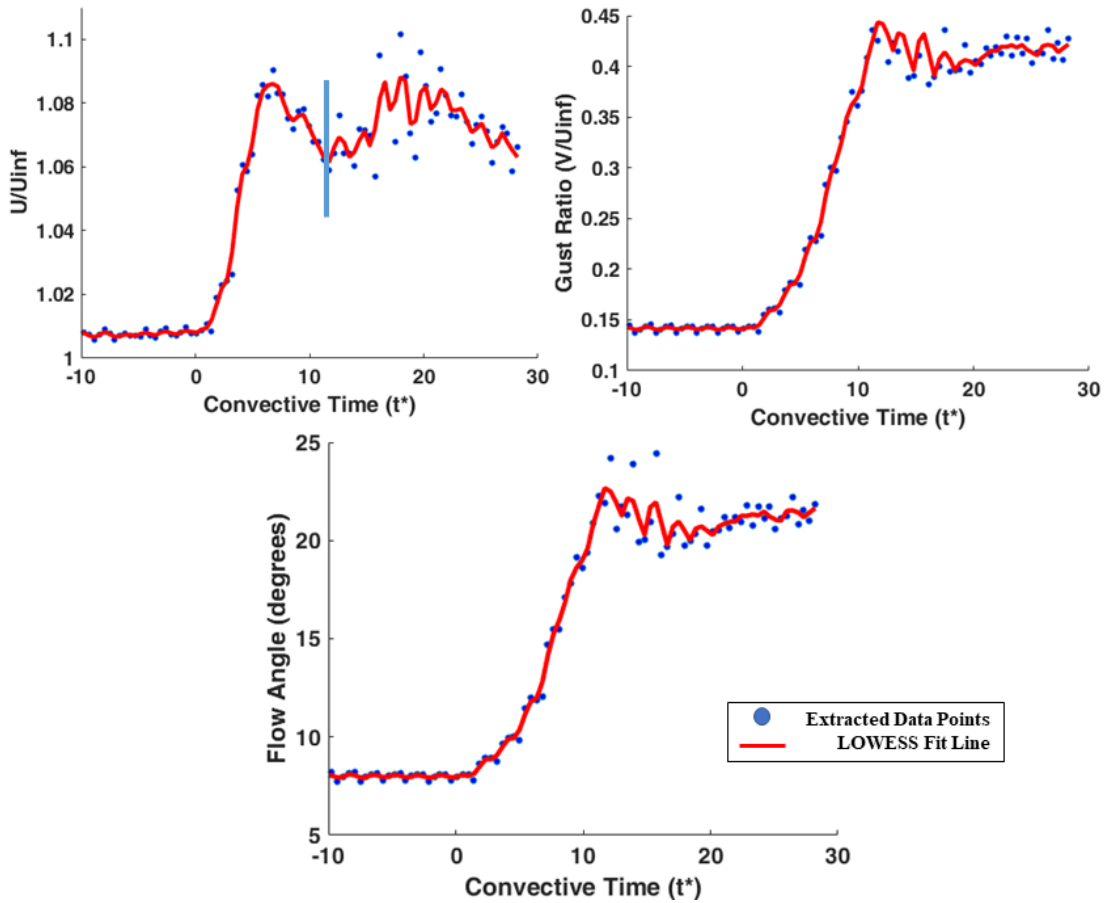 1.1
1.08
1.06
1.04
1.02
1
U/Uinf
-10 0 10 20 30
Convective Time (t*)
0.45
0.4
0.35
0.3
0.25
0.2
0.15
0.1
Gust Ratio (V/Uinf)
-10 0 10 20 30
Convective Time (t*)
25
20
15
10
5
Flow Angle (degrees)
-10 0 10 20 30
Convective Time (t*)
Extracted Data Points
LOWESS Fit Line